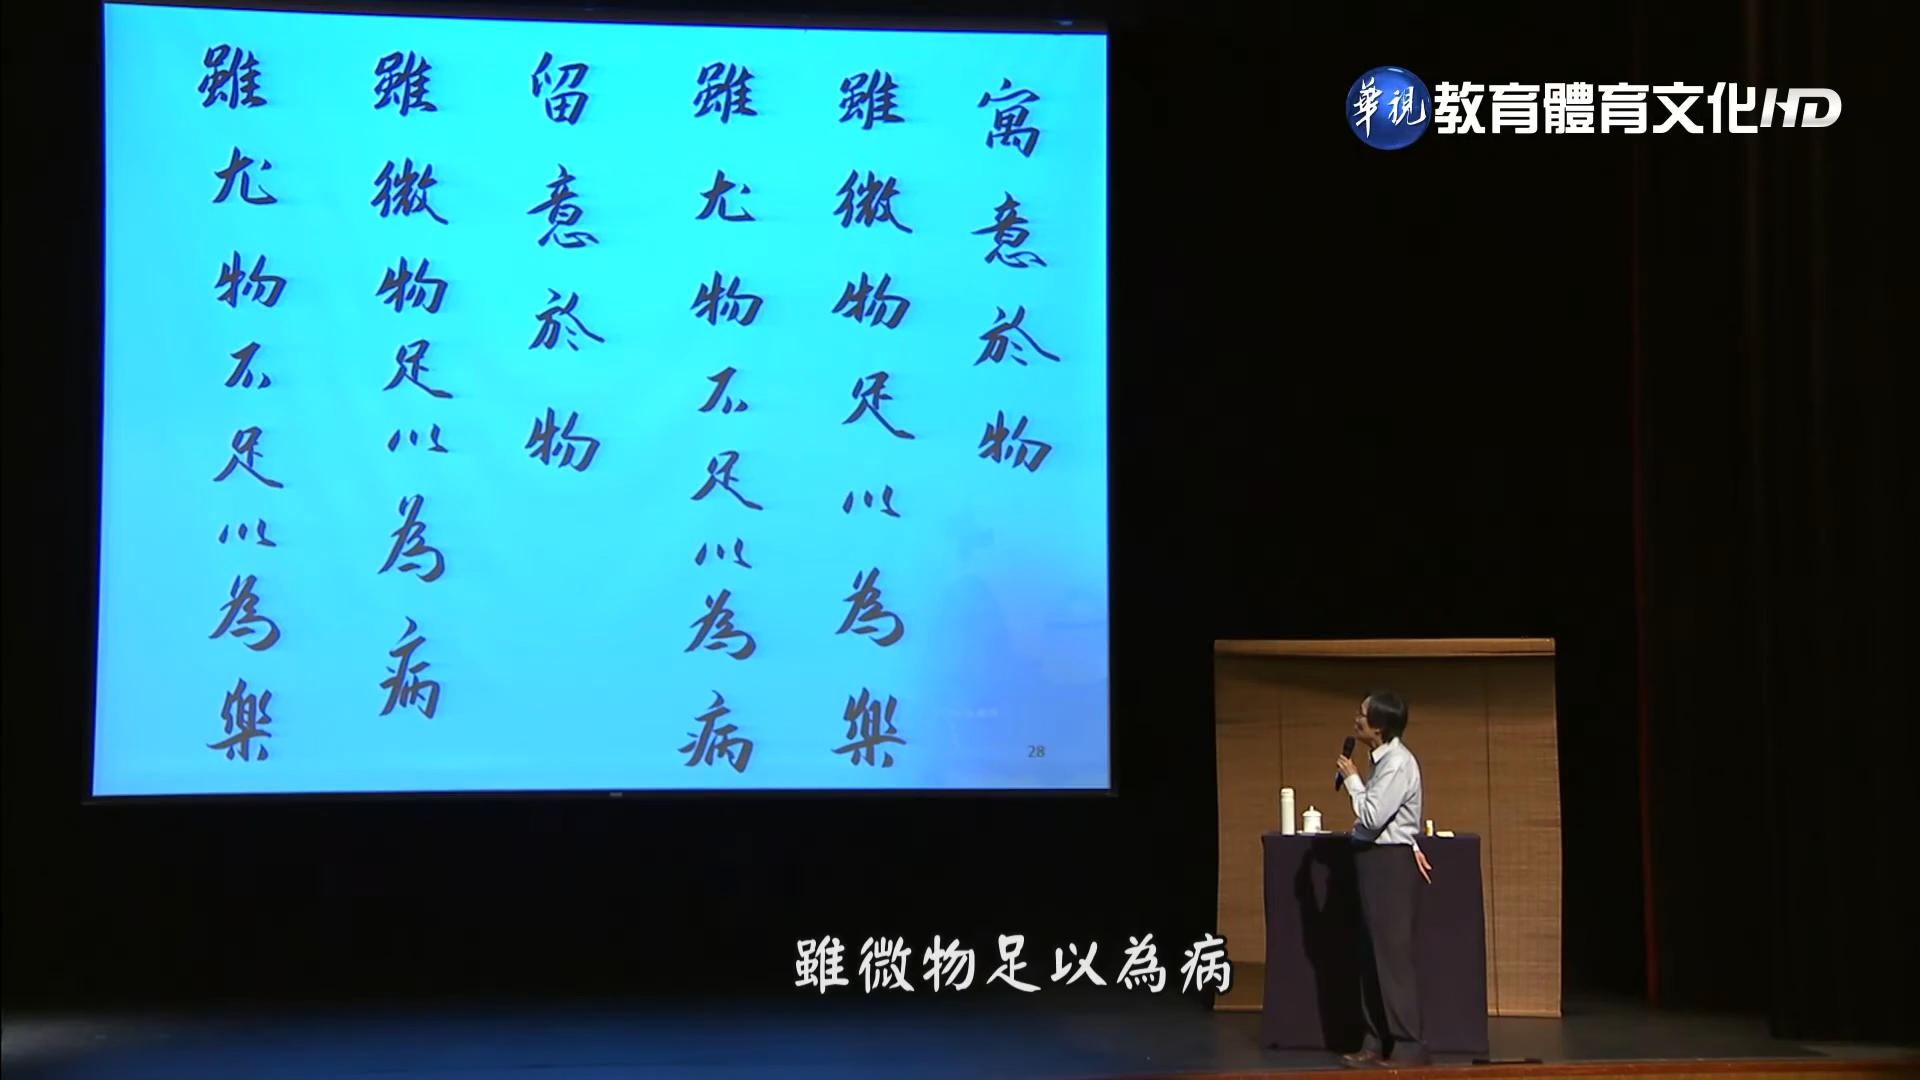 寓意於物
雖微物足以為樂
雖尤物不足以為病
留意於物
雖微物足以為病
雖尤物不足以為樂
28
華視 教育體育文化HD
雖微物足以為病